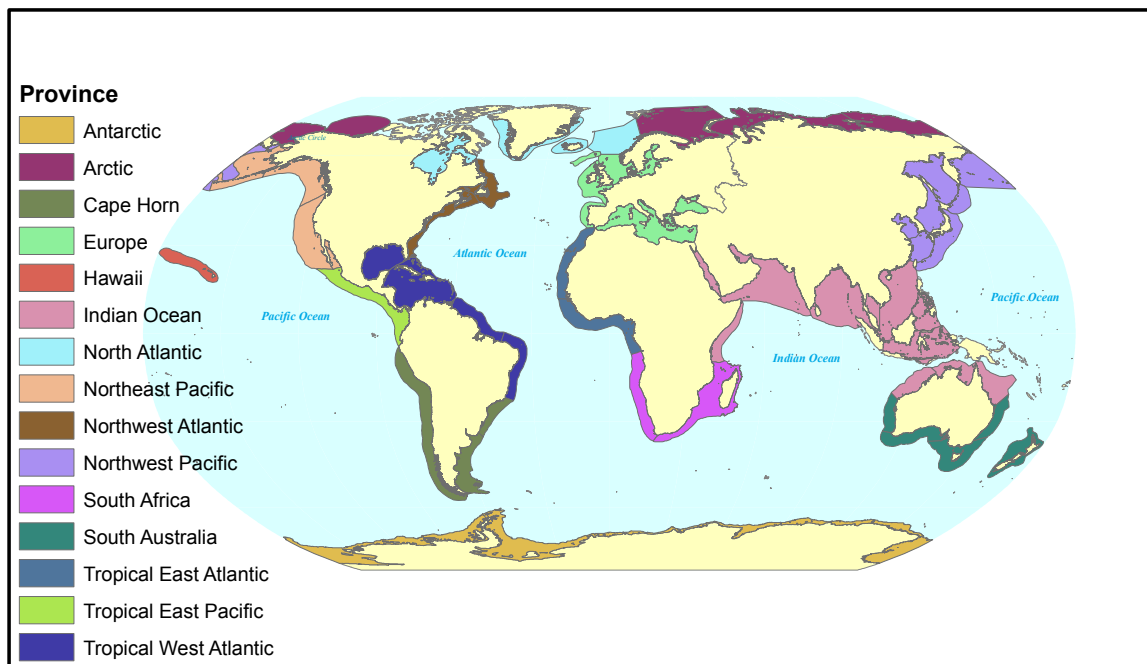 Province
Antarctic
Arctic
Cape Horn
Europe
Hawaii
Indian Ocean
North Atlantic
Northeast Pacific
Northwest Atlantic
Northwest Pacific
South Africa
South Australia
Tropical East Atlantic
Tropical East Pacific
Tropical West Atlantic
Circle
Atlantic Ocean
Pacific Ocean
Pacific Ocean
Indian Ocean